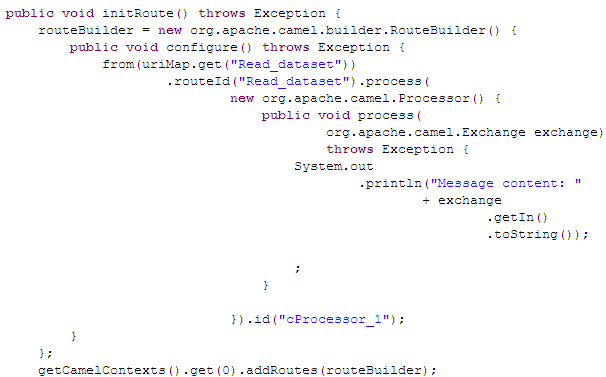 public void initRoute() throws Exception {
    routeBuilder = new org.apache.camel.builder.RouteBuilder() {
        public void configure() throws Exception {
            from(uriMap.get("Read_dataset"))
                    .routeId("Read_dataset").process(
                            new org.apache.camel.Processor() {
                                public void process(
                                        org.apache.camel.Exchange exchange)
                                        throws Exception {
                                    System.out
                                            .println("Message content: "
                                                    + exchange
                                                            .getIn()
                                                            .toString());
                                    ;
                                }
                            }).id("cProcessor_1");
        }
    };
    getCamelContexts().get(0).addRoutes(routeBuilder);